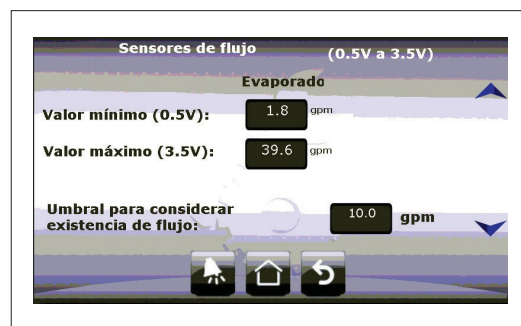 Sensores de flujo (0.5V a 3.5V)
Evaporado
Valor mínimo (0.5V): 1.8 gpm
Valor máximo (3.5V): 39.6 gpm
Umbral para considerar
existencia de flujo: 10.0 gpm